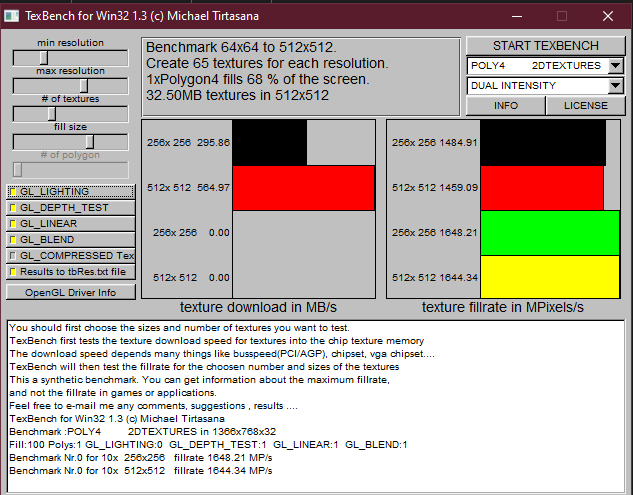 TexBench for Win32 1.3 (c) Michael Tirtasana
min resolution
max resolution
# of textures
fill size
# of polygon
GL_LIGHTING
GL_DEPTH_TEST
GL_LINEAR
GL_BLEND
GL_COMPRESSED Tex
Results to tbRes.txt file
OpenGL Driver Info
Benchmark 64x64 to 512x512.
Create 65 textures for each resolution.
1xPolygon4 fills 68 % of the screen.
32.50MB textures in 512x512
START TEXBENCH
POLY4 2DTEXTURES
DUAL INTENSITY
INFO
LICENSE
256x 256 295.86
512x 512 564.97
256x 256 0.00
512x 512 0.00
texture download in MB/s
256x 256 1484.91
512x 512 1459.09
256x 256 1648.21
512x 512 1644.34
texture fillrate in MPixels/s
You should first choose the sizes and number of textures you want to test.
TexBench first tests the texture download speed for textures into the chip texture memory
The download speed depends many things like busspeed(PCI/AGP), chipset, vga chipset....
TexBench will then test the fillrate for the choosen number and sizes of the textures
This a synthetic benchmark. You can get information about the maximum fillrate,
and not the fillrate in games or applications.
Feel free to e-mail me any comments, suggestions , results ....
TexBench for Win32 1.3 (c) Michael Tirtasana
Benchmark :POLY4 2DTEXTURES in 1366x768x32
Fill:100 Polys:1 GL_LIGHTING:0 GL_DEPTH_TEST:1 GL_LINEAR:1 GL_BLEND:1
Benchmark Nr.0 for 10x 256x256 fillrate 1648.21 MP/s
Benchmark Nr.0 for 10x 512x512 fillrate 1644.34 MP/s